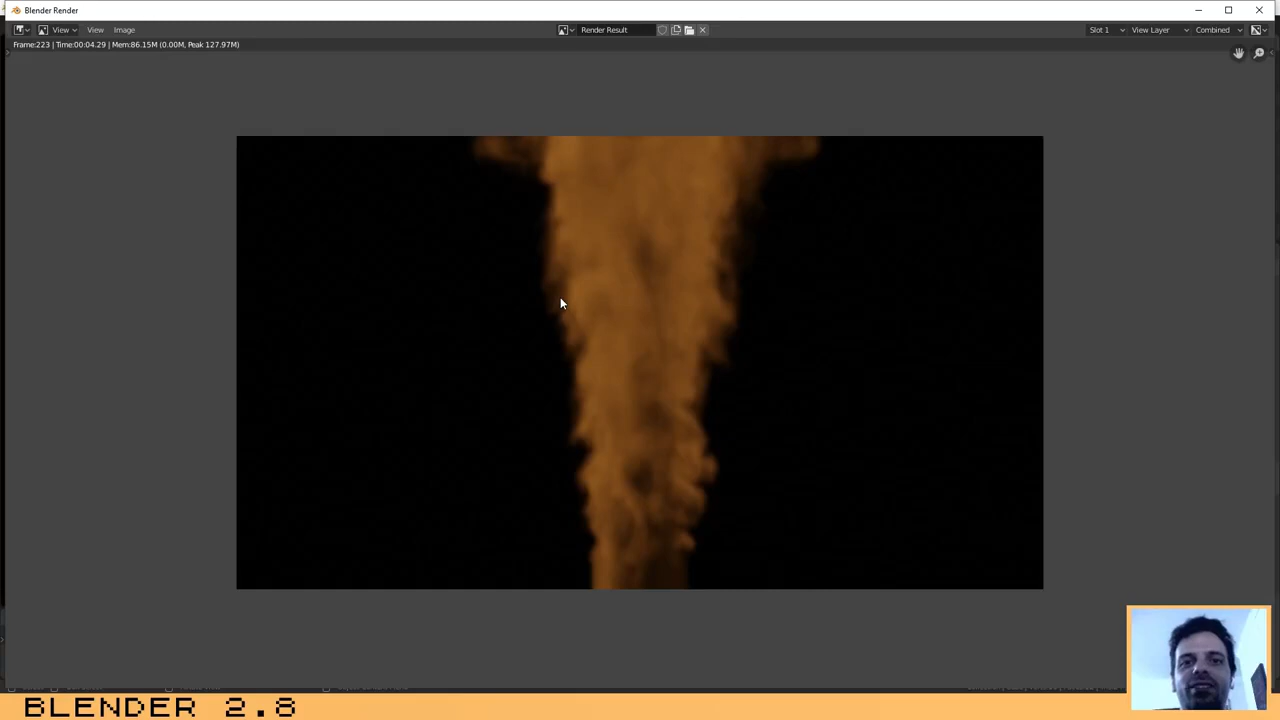 Blender Render
View View Image Render Result Slot 1 View Layer Combined
Frame:223 | Time:00:04.29 | Mem:86.15M (0.00M, Peak 127.97M)
BLENDER 2.8